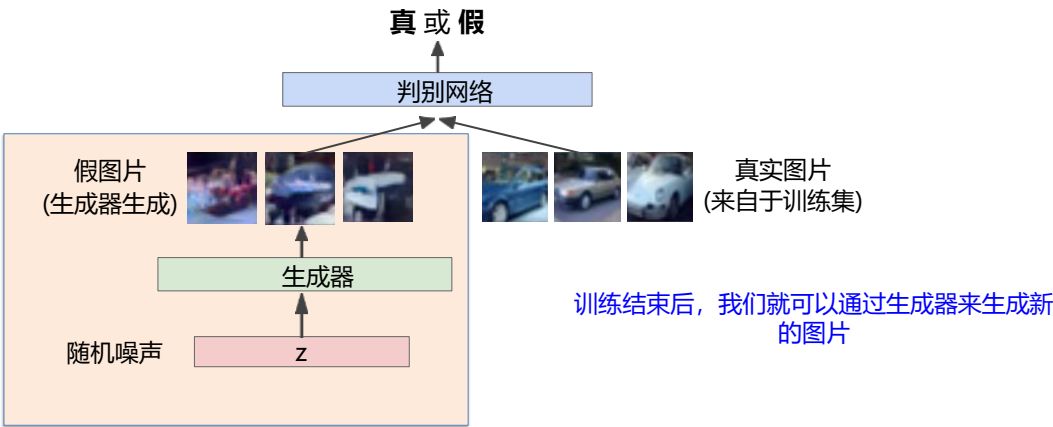 真 或 假
判别网络
假图片
(生成器生成)
真实图片
(来自于训练集)
生成器
训练结束后，我们就可以通过生成器来生成新
的图片
随机噪声
z